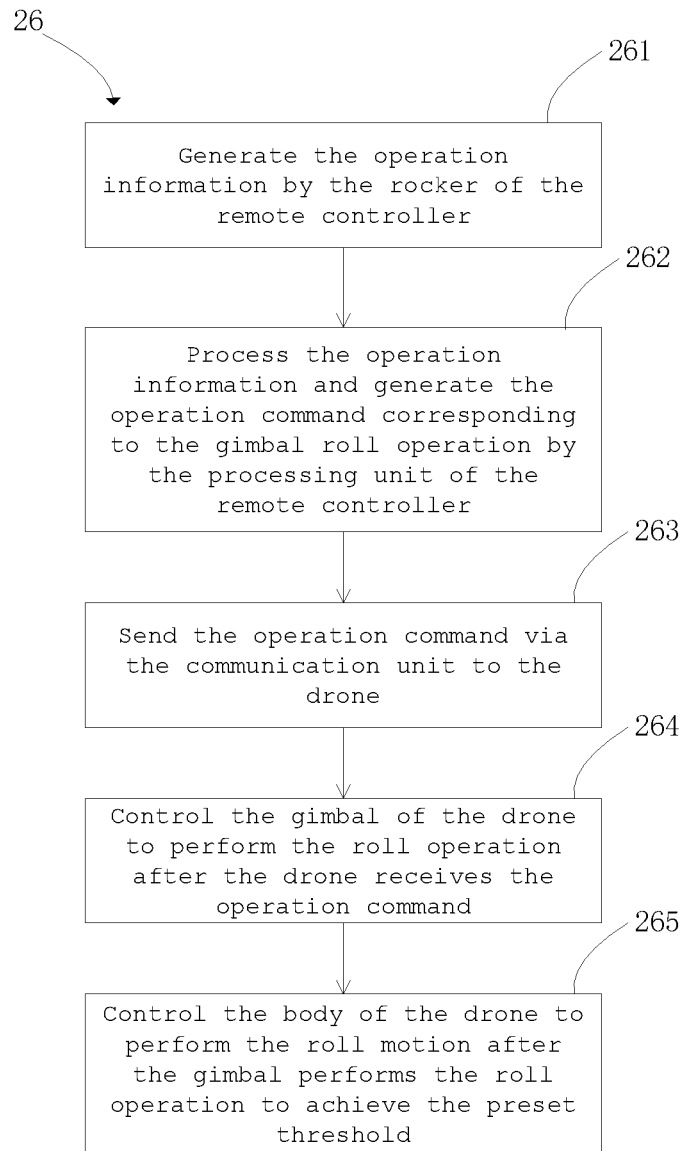 26
261
Generate the operation
information by the rocker of the
remote controller
262
Process the operation
information and generate the
operation command corresponding
to the gimbal roll operation by
the processing unit of the
remote controller
263
Send the operation command via
the communication unit to the
drone
264
Control the gimbal of the drone
to perform the roll operation
after the drone receives the
operation command
265
Control the body of the drone to
perform the roll motion after
the gimbal performs the roll
operation to achieve the preset
threshold